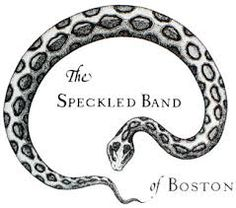 The
SPECKLED BAND
of BOSTON